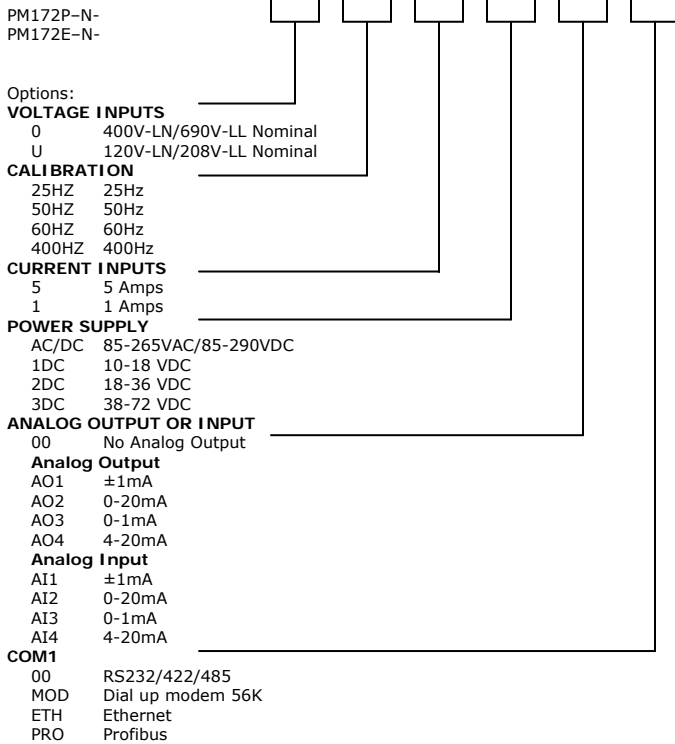 PM172P–N-
PM172E–N-
Options:
VOLTAGE INPUTS
0 400V-LN/690V-LL Nominal
U 120V-LN/208V-LL Nominal
CALIBRATION
25HZ 25Hz
50HZ 50Hz
60HZ 60Hz
400HZ 400Hz
CURRENT INPUTS
5 5 Amps
1 1 Amps
POWER SUPPLY
AC/DC 85-265VAC/85-290VDC
1DC 10-18 VDC
2DC 18-36 VDC
3DC 38-72 VDC
ANALOG OUTPUT OR INPUT
00 No Analog Output
Analog Output
AO1 ±1mA
AO2 0-20mA
AO3 0-1mA
AO4 4-20mA
Analog Input
AI1 ±1mA
AI2 0-20mA
AI3 0-1mA
AI4 4-20mA
COM1
00 RS232/422/485
MOD Dial up modem 56K
ETH Ethernet
PRO Profibus